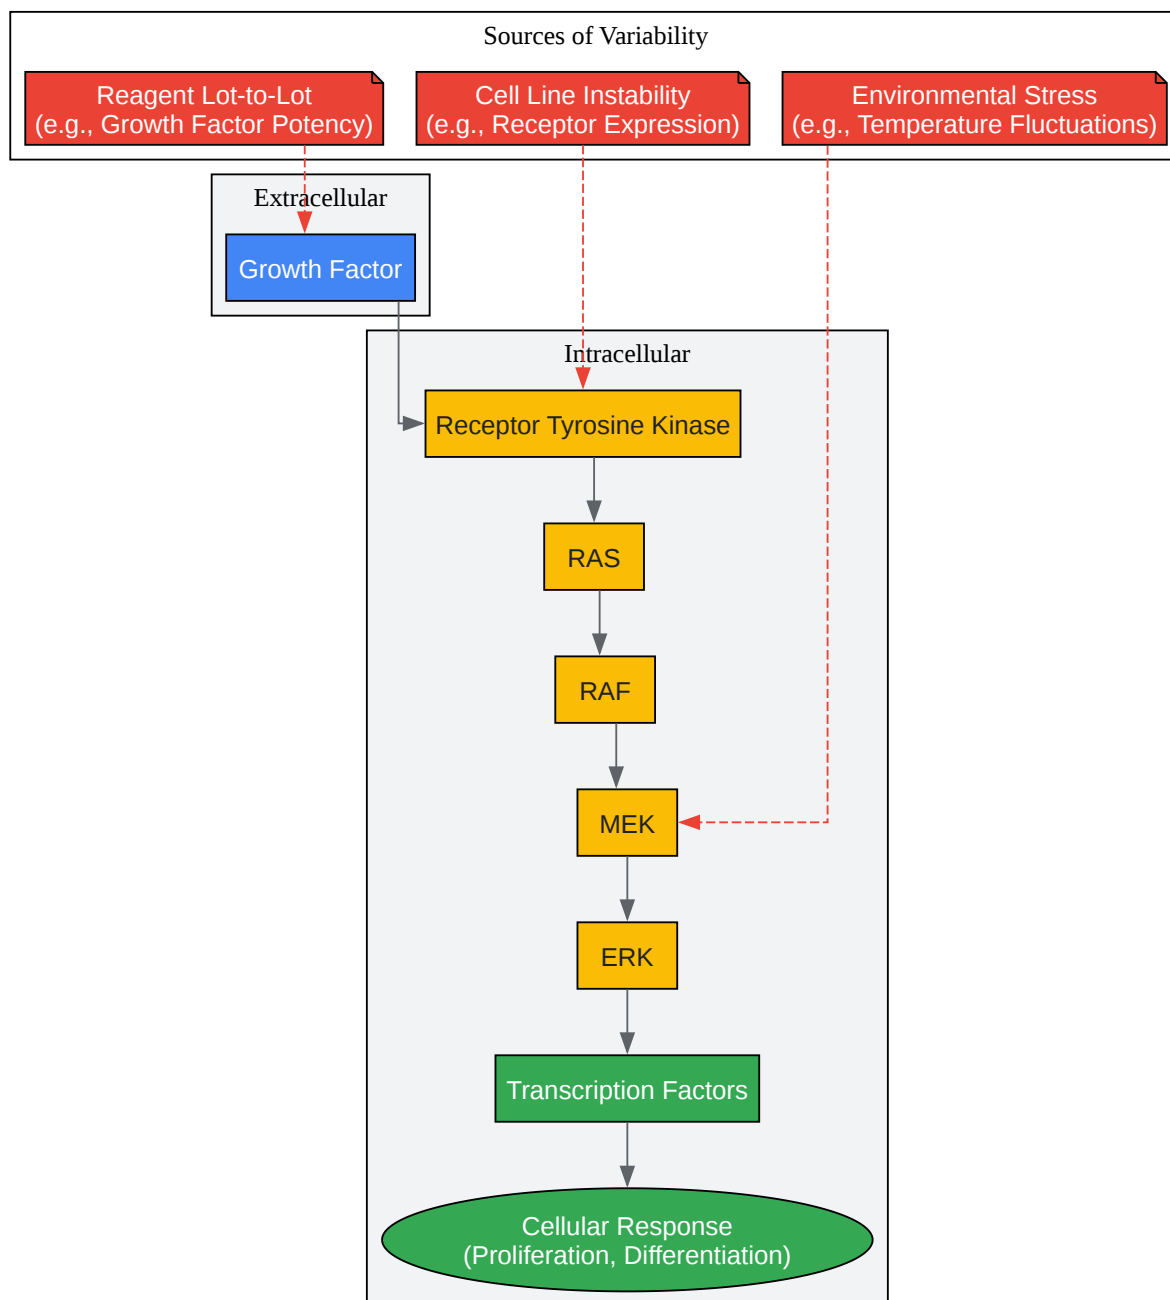 Sources of Variability
Reagent Lot-to-Lot
(e.g., Growth Factor Potency)
Cell Line Instability
(e.g., Receptor Expression)
Environmental Stress
(e.g., Temperature Fluctuations)
Extracellular
Growth Factor
Intracellular
Receptor Tyrosine Kinase
RAS
RAF
MEK
ERK
Transcription Factors
Cellular Response
(Proliferation, Differentiation)